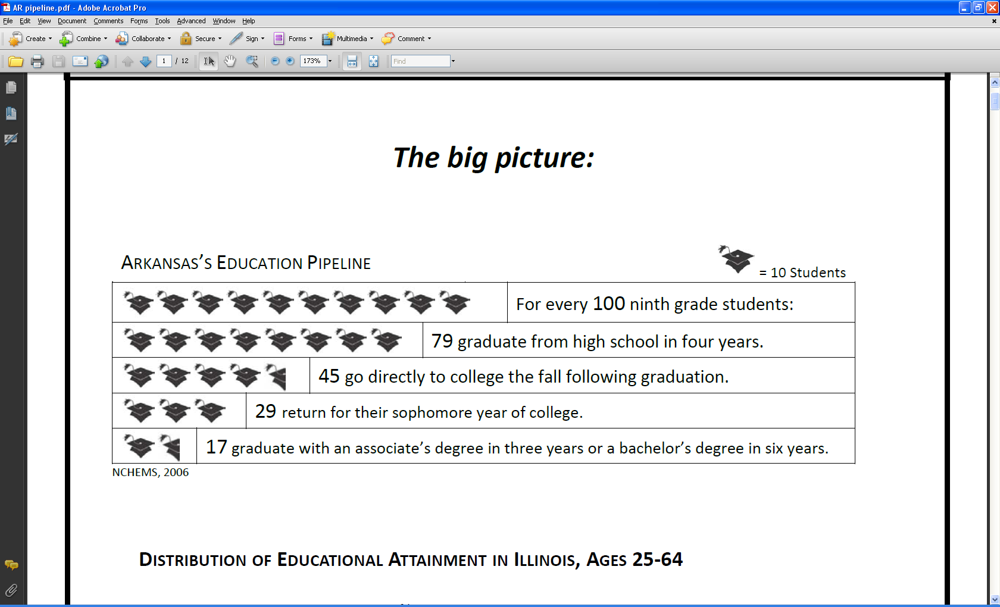 AR pipeline.pdf - Adobe Acrobat Pro
File Edit View Document Comments Forms Tools Advanced Window Help
Create Combine Collaborate Secure Sign Forms Multimedia Comment
1 / 12 173% Find
The big picture:
ARKANSAS’S EDUCATION PIPELINE
= 10 Students
For every 100 ninth grade students:
79 graduate from high school in four years.
45 go directly to college the fall following graduation.
29 return for their sophomore year of college.
17 graduate with an associate’s degree in three years or a bachelor’s degree in six years.
NCHEMS, 2006
DISTRIBUTION OF EDUCATIONAL ATTAINMENT IN ILLINOIS, AGES 25-64